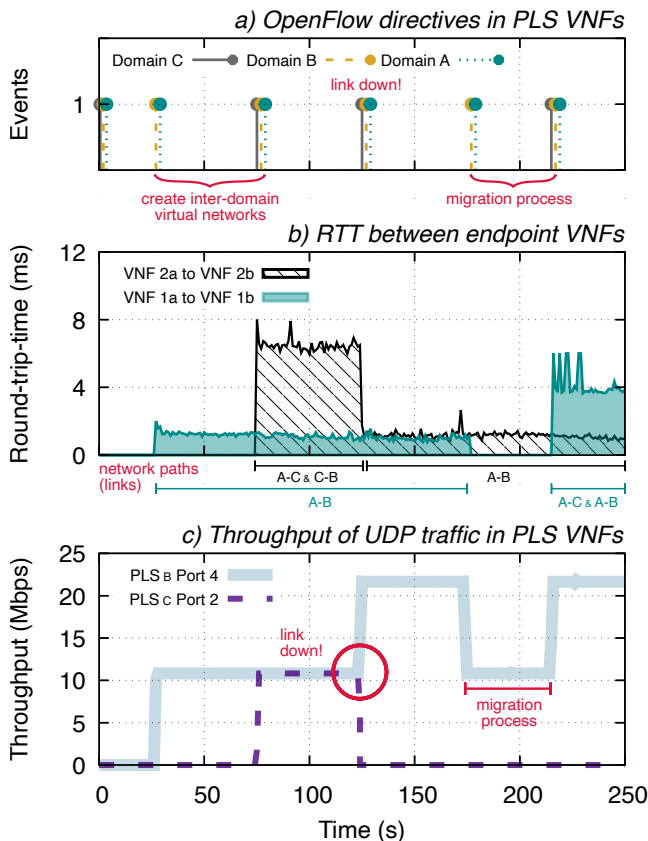 a) OpenFlow directives in PLS VNFs
Domain C Domain B Domain A
link down!
1
Events
create inter-domain
virtual networks
migration process
b) RTT between endpoint VNFs
12
8
4
0
Round-trip-time (ms)
VNF 2a to VNF 2b
VNF 1a to VNF 1b
network paths
(links)
A-C & C-B
A-B
A-B
A-C & A-B
c) Throughput of UDP traffic in PLS VNFs
25
22
15
10
5
0
Throughput (Mbps)
PLS B Port 4
PLS C Port 2
link
down!
migration
process
0 50 100 150 200 250
Time (s)